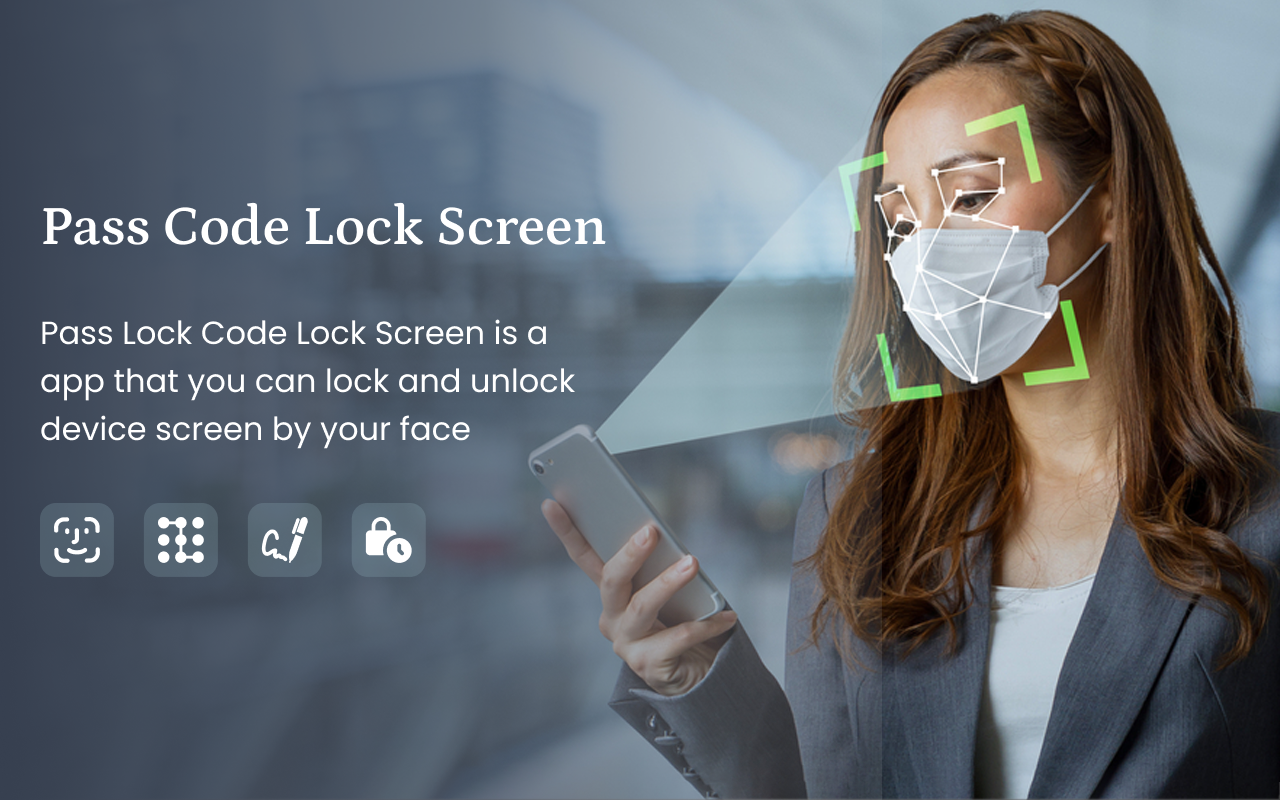 Pass Code Lock Screen
Pass Lock Code Lock Screen is a
app that you can lock and unlock
device screen by your face